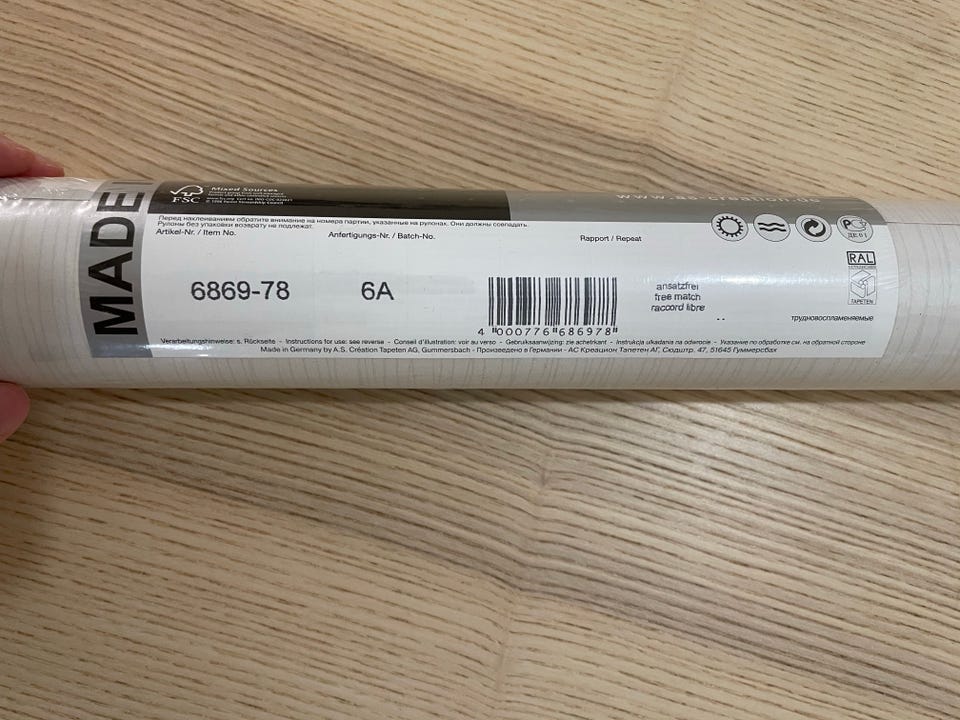 MADE
FSC
Mixed Sources
www.as-creation.de
Перед наклеиванием обратите внимание на номера партии, указанные на рулонах. Они должны совпадать.
Рулоны без упаковки возврату не подлежат.
Artikel-Nr. / Item No.
Anfertigungs-Nr. / Batch-No.
Rapport / Repeat
6869-78
6A
4 000776 686978
ansatzfrei
free match
raccord libre
RAL
TAPETEN
трудновоспламеняемые
Verarbeitungshinweise: s. Rückseite - Instructions for use: see reverse - Conseil d'illustration: voir au verso - Gebruiksaanwijzing: zie achterkant - Instrukcja układania na odwrocie - Указание по обработке см. на обратной стороне
Made in Germany by A.S. Création Tapeten AG, Gummersbach - Произведено в Германии - АС Креацион Тапетен АГ, Сюдштр. 47, 51645 Гуммерсбах